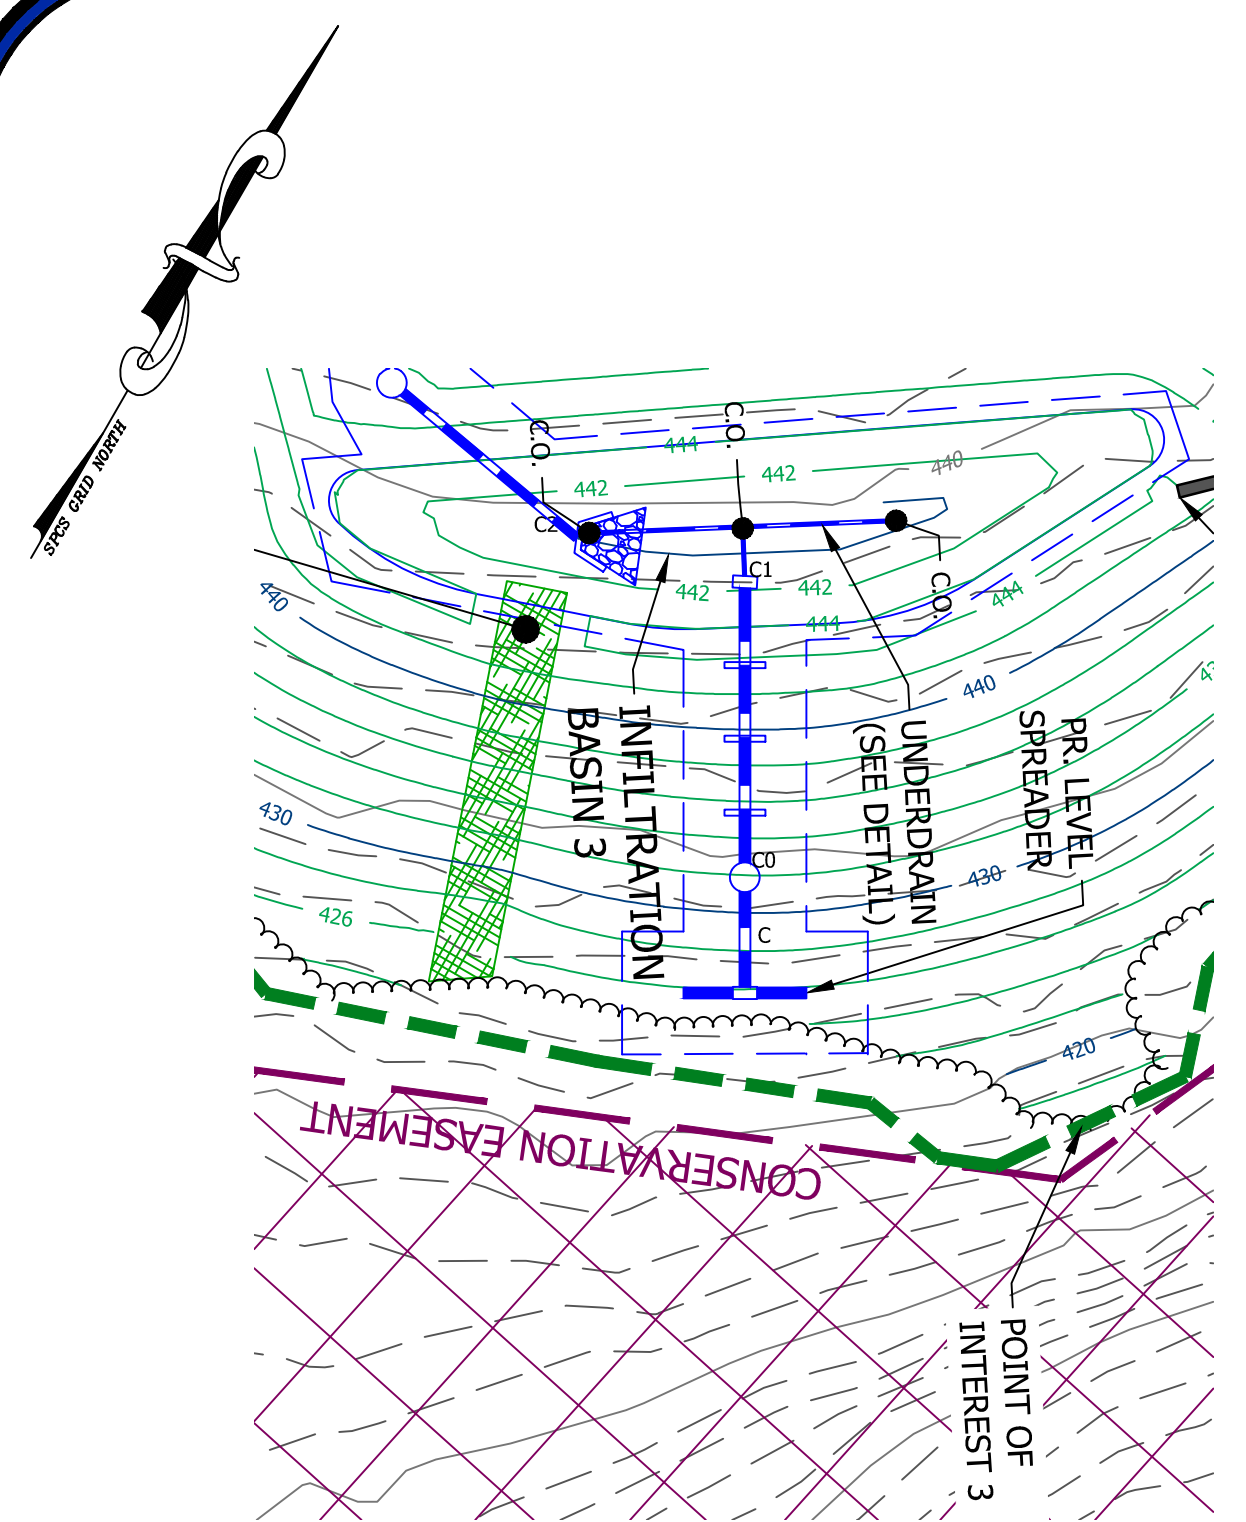 SPCS GRID NORTH
C.O.
C.O.
444
442
440
442
C2
C1
442
442
C.O.
444
440
444
43
440
INFILTRATION
BASIN 3
UNDERDRAIN
(SEE DETAIL)
PR. LEVEL
SPREADER
430
C0
430
426
C
420
CONSERVATION EASEMENT
POINT OF
INTEREST 3